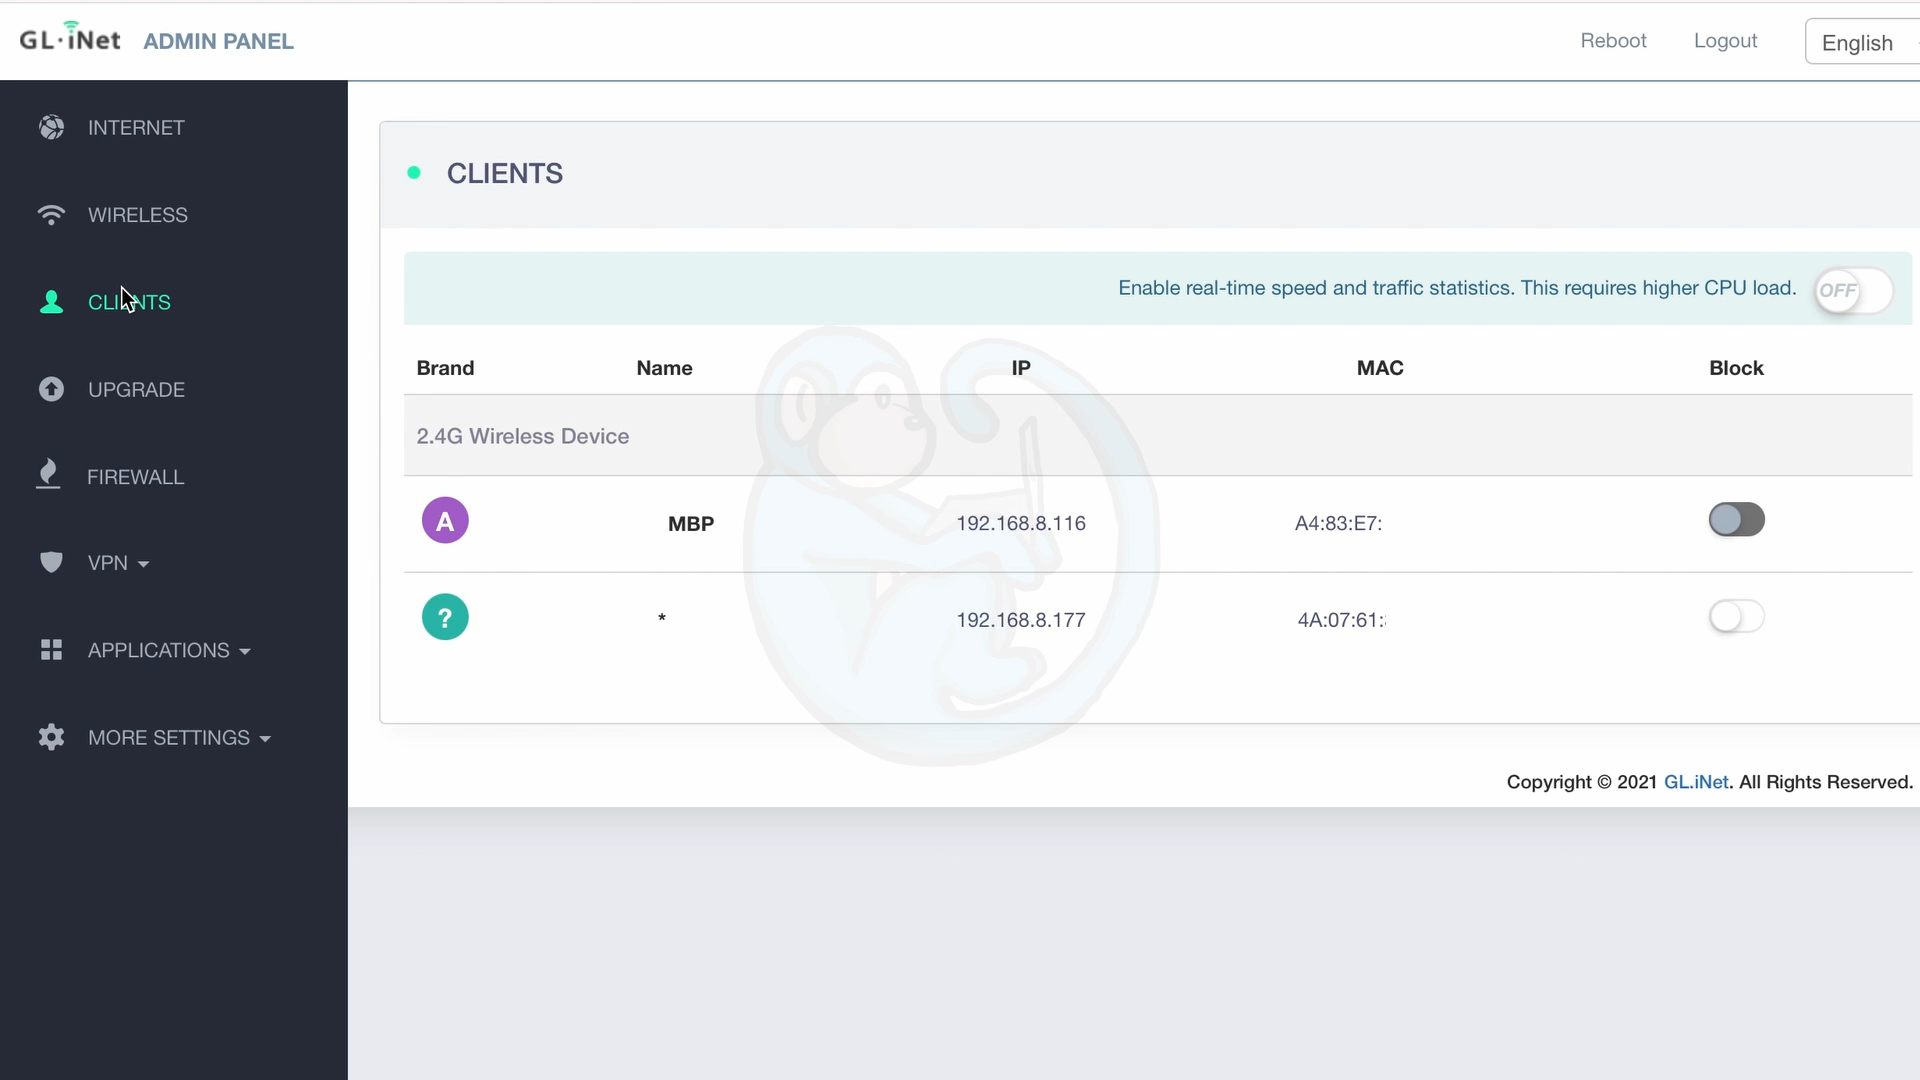 GL·iNet ADMIN PANEL
Reboot
Logout
English
INTERNET
WIRELESS
CLIENTS
UPGRADE
FIREWALL
VPN
APPLICATIONS
MORE SETTINGS
CLIENTS
Enable real-time speed and traffic statistics. This requires higher CPU load.
OFF
Brand Name IP MAC Block
2.4G Wireless Device
A MBP 192.168.8.116 A4:83:E7:
? * 192.168.8.177 4A:07:61:
Copyright © 2021 GL.iNet. All Rights Reserved.